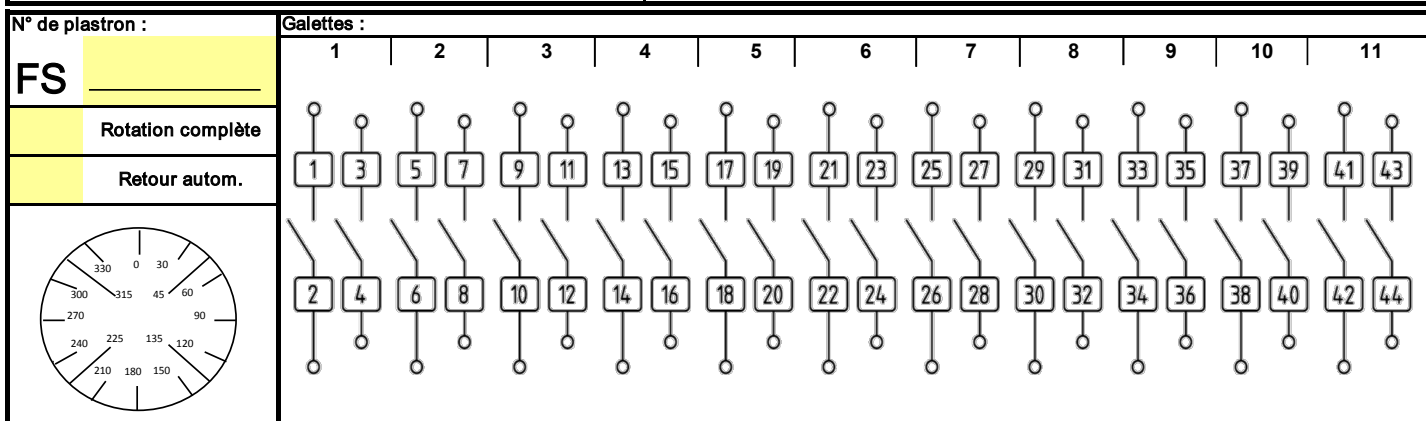 N° de plastron :
Galettes :
1 2 3 4 5 6 7 8 9 10 11
FS
Rotation complète
Retour autom.
1 3 5 7 9 11 13 15 17 19 21 23 25 27 29 31 33 35 37 39 41 43
2 4 6 8 10 12 14 16 18 20 22 24 26 28 30 32 34 36 38 40 42 44
330 0 30
300 315 45 60
270 90
240 225 135 120
210 180 150